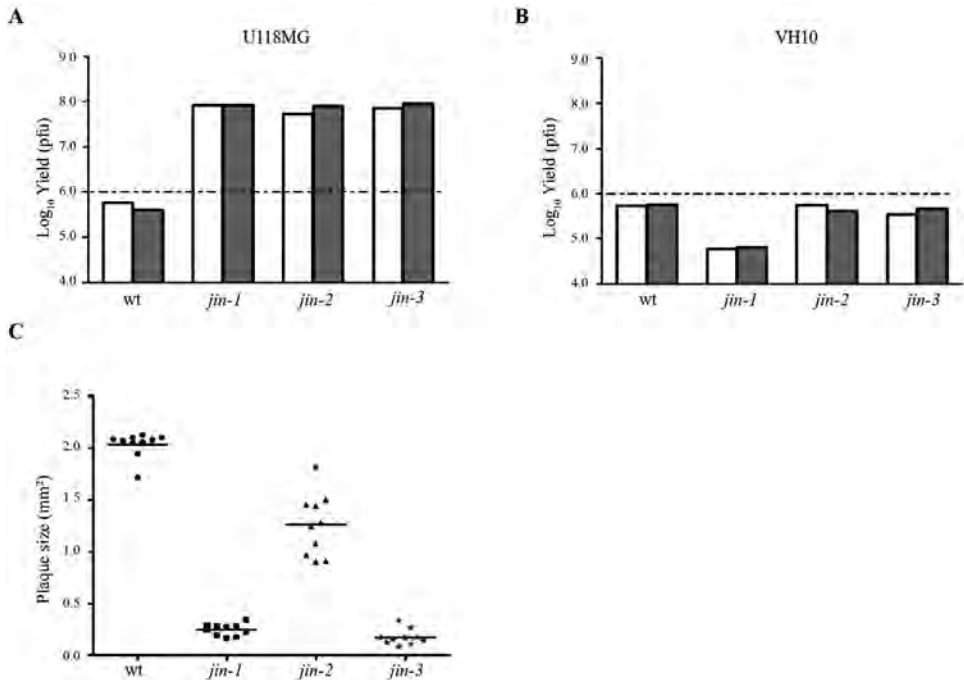 A
U118MG
Log10 Yield (pfu)
9.0
8.0
7.0
6.0
5.0
4.0
wt
jin-1
jin-2
jin-3
B
VH10
Log10 Yield (pfu)
9.0
8.0
7.0
6.0
5.0
4.0
wt
jin-1
jin-2
jin-3
C
Plaque size (mm²)
2.5
2.0
1.5
1.0
0.5
0.0
wt
jin-1
jin-2
jin-3